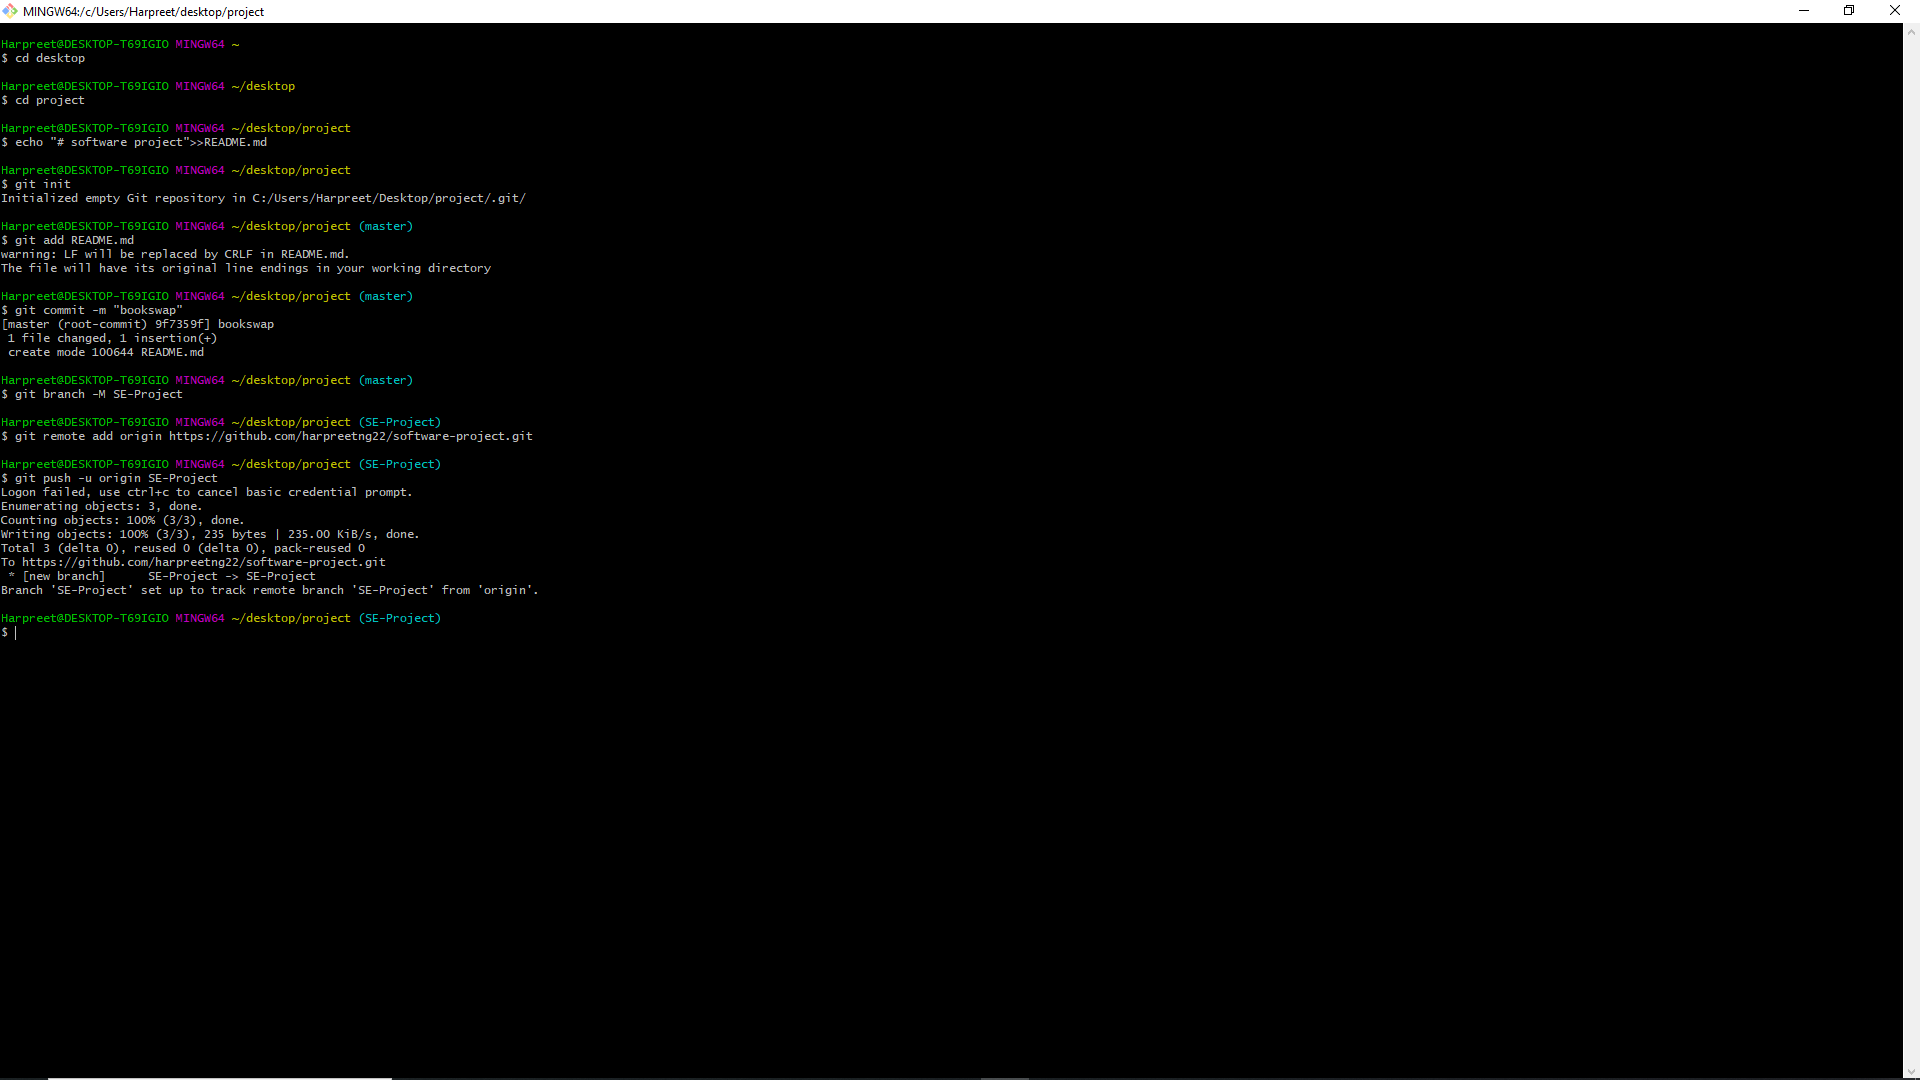 MINGW64:/c/Users/Harpreet/desktop/project
Harpreet@DESKTOP-T69IGIO MINGW64 ~
$ cd desktop
Harpreet@DESKTOP-T69IGIO MINGW64 ~/desktop
$ cd project
Harpreet@DESKTOP-T69IGIO MINGW64 ~/desktop/project
$ echo "# software project">>README.md
Harpreet@DESKTOP-T69IGIO MINGW64 ~/desktop/project
$ git init
Initialized empty Git repository in C:/Users/Harpreet/Desktop/project/.git/
Harpreet@DESKTOP-T69IGIO MINGW64 ~/desktop/project (master)
$ git add README.md
warning: LF will be replaced by CRLF in README.md.
The file will have its original line endings in your working directory
Harpreet@DESKTOP-T69IGIO MINGW64 ~/desktop/project (master)
$ git commit -m "bookswap"
[master (root-commit) 9f7359f] bookswap
 1 file changed, 1 insertion(+)
 create mode 100644 README.md
Harpreet@DESKTOP-T69IGIO MINGW64 ~/desktop/project (master)
$ git branch -M SE-Project
Harpreet@DESKTOP-T69IGIO MINGW64 ~/desktop/project (SE-Project)
$ git remote add origin https://github.com/harpreetng22/software-project.git
Harpreet@DESKTOP-T69IGIO MINGW64 ~/desktop/project (SE-Project)
$ git push -u origin SE-Project
Logon failed, use ctrl+c to cancel basic credential prompt.
Enumerating objects: 3, done.
Counting objects: 100% (3/3), done.
Writing objects: 100% (3/3), 235 bytes | 235.00 KiB/s, done.
Total 3 (delta 0), reused 0 (delta 0), pack-reused 0
To https://github.com/harpreetng22/software-project.git
 * [new branch]      SE-Project -> SE-Project
Branch 'SE-Project' set up to track remote branch 'SE-Project' from 'origin'.
Harpreet@DESKTOP-T69IGIO MINGW64 ~/desktop/project (SE-Project)
$